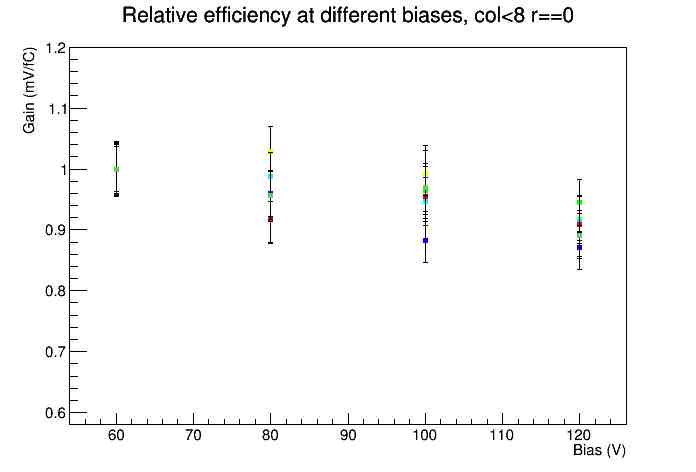 Relative efficiency at different biases, col<8 r==0
Gain (mV/fC)
1.2
1.1
1
0.9
0.8
0.7
0.6
60 70 80 90 100 110 120
Bias (V)